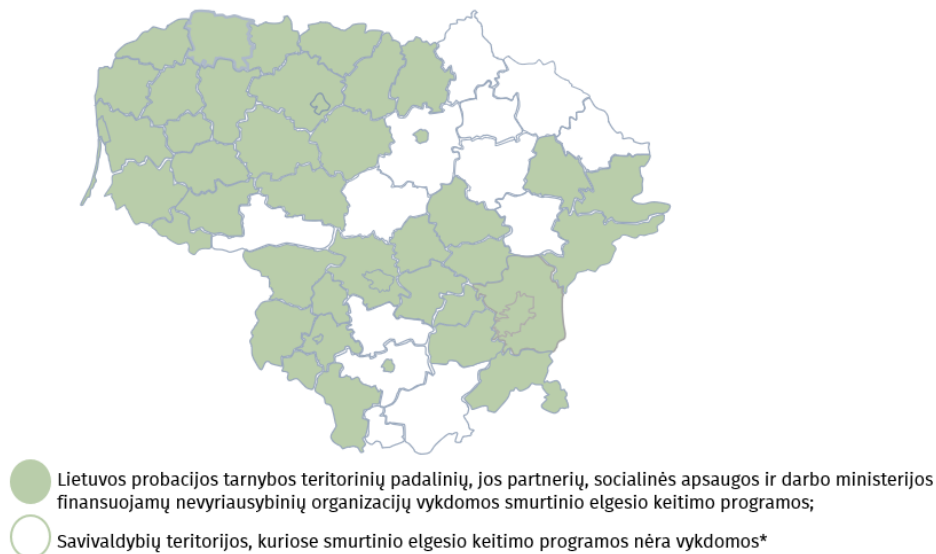 Lietuvos probacijos tarnybos teritorinių padalinių, jos partnerių, socialinės apsaugos ir darbo ministerijos
finansuojamų nevyriausybinių organizacijų vykdomos smurtinio elgesio keitimo programos;
Savivaldybių teritorijos, kuriose smurtinio elgesio keitimo programos nėra vykdomos*